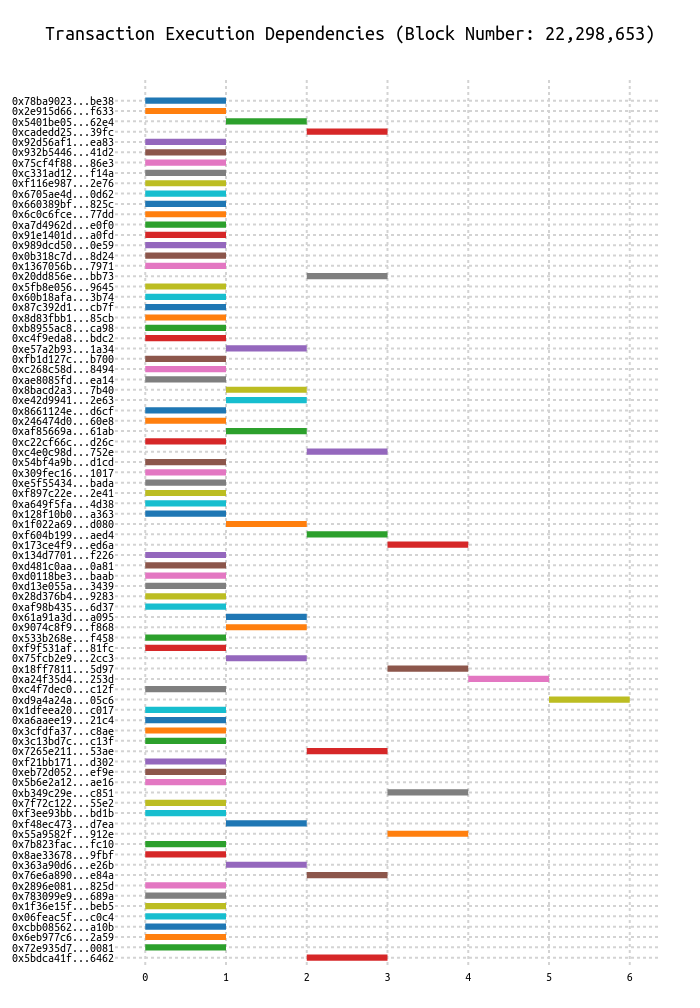 Transaction Execution Dependencies (Block Number: 22,298,653)
0x78ba9023...be38
0x2e915d66...f633
0x5401be05...62e4
0xcadedd25...39fc
0x92d56af1...ea83
0x932b5446...41d2
0x75cf4f88...86e3
0xc331ad12...f14a
0xf116e987...2e76
0x6705ae4d...0d62
0x660389bf...825c
0x6c0c6fce...77dd
0xa7d4962d...e0f0
0x91e1401d...a0fd
0x989dcd50...0e59
0x0b318c7d...8d24
0x1367056b...7971
0x20dd856e...bb73
0x5fb8e056...9645
0x60b18afa...3b74
0x87c392d1...cb7f
0x8d83fbb1...85cb
0xb8955ac8...ca98
0xc4f9eda8...bdc2
0xe57a2b93...1a34
0xfb1d127c...b700
0xc268c58d...8494
0xae8085fd...ea14
0x8bacd2a3...7b40
0xe42d9941...2e63
0x8661124e...d6cf
0x246474d0...60e8
0xaf85669a...61ab
0xc22cf66c...d26c
0xc4e0c98d...752e
0x54bf4a9b...d1cd
0x309fec16...1017
0xe5f55434...bada
0xf897c22e...2e41
0xa649f5fa...4d38
0x128f10b0...a363
0x1f022a69...d080
0xf604b199...aed4
0x173ce4f9...ed6a
0x134d7701...f226
0xd481c0aa...0a81
0xd0118be3...baab
0xd13e055a...3439
0x28d376b4...9283
0xaf98b435...6d37
0x61a91a3d...a095
0x9074c8f9...f868
0x533b268e...f458
0xf9f531af...81fc
0x75fcb2e9...2cc3
0x18ff7811...5d97
0xa24f35d4...253d
0xc4f7dec0...c12f
0xd9a4a24a...05c6
0x1dfeea20...c017
0xa6aaee19...21c4
0x3cfdfa37...c8ae
0x3c13bd7c...c13f
0x7265e211...53ae
0xf21bb171...d302
0xeb72d052...ef9e
0x5b6e2a12...ae16
0xb349c29e...c851
0x7f72c122...55e2
0xf3ee93bb...bd1b
0xf48ec473...d7ea
0x55a9582f...912e
0x7b823fac...fc10
0x8ae33678...9fbf
0x363a90d6...e26b
0x76e6a890...e84a
0x2896e081...825d
0x783099e9...689a
0x1f36e15f...beb5
0x06feac5f...c0c4
0xcbb08562...a10b
0x6eb977c6...2a59
0x72e935d7...0081
0x5bdca41f...6462
0 1 2 3 4 5 6